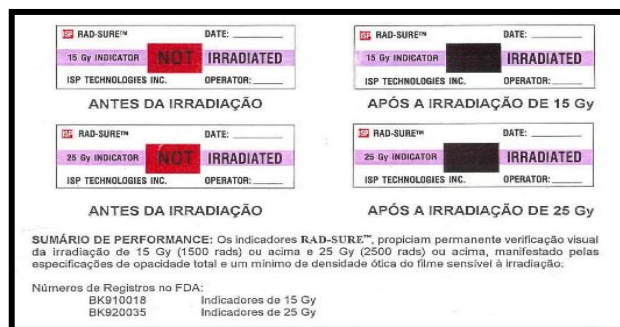 ISP RAD-SURE™ DATE:
15 Gy INDICATOR NOT IRRADIATED
ISP TECHNOLOGIES INC. OPERATOR:
ANTES DA IRRADIAÇÃO
ISP RAD-SURE™ DATE:
15 Gy INDICATOR IRRADIATED
ISP TECHNOLOGIES INC. OPERATOR:
APÓS A IRRADIAÇÃO DE 15 Gy
ISP RAD-SURE™ DATE:
25 Gy INDICATOR NOT IRRADIATED
ISP TECHNOLOGIES INC. OPERATOR:
ANTES DA IRRADIAÇÃO
ISP RAD-SURE™ DATE:
25 Gy INDICATOR IRRADIATED
ISP TECHNOLOGIES INC. OPERATOR:
APÓS A IRRADIAÇÃO DE 25 Gy
SUMÁRIO DE PERFORMANCE: Os indicadores RAD-SURE™, propiciam permanente verificação visual
da irradiação de 15 Gy (1500 rads) ou acima e 25 Gy (2500 rads) ou acima, manifestado pelas
especificações de opacidade total e um mínimo de densidade ótica do filme sensível à irradiação.
Números de Registros no FDA:
BK910018 Indicadores de 15 Gy
BK920035 Indicadores de 25 Gy